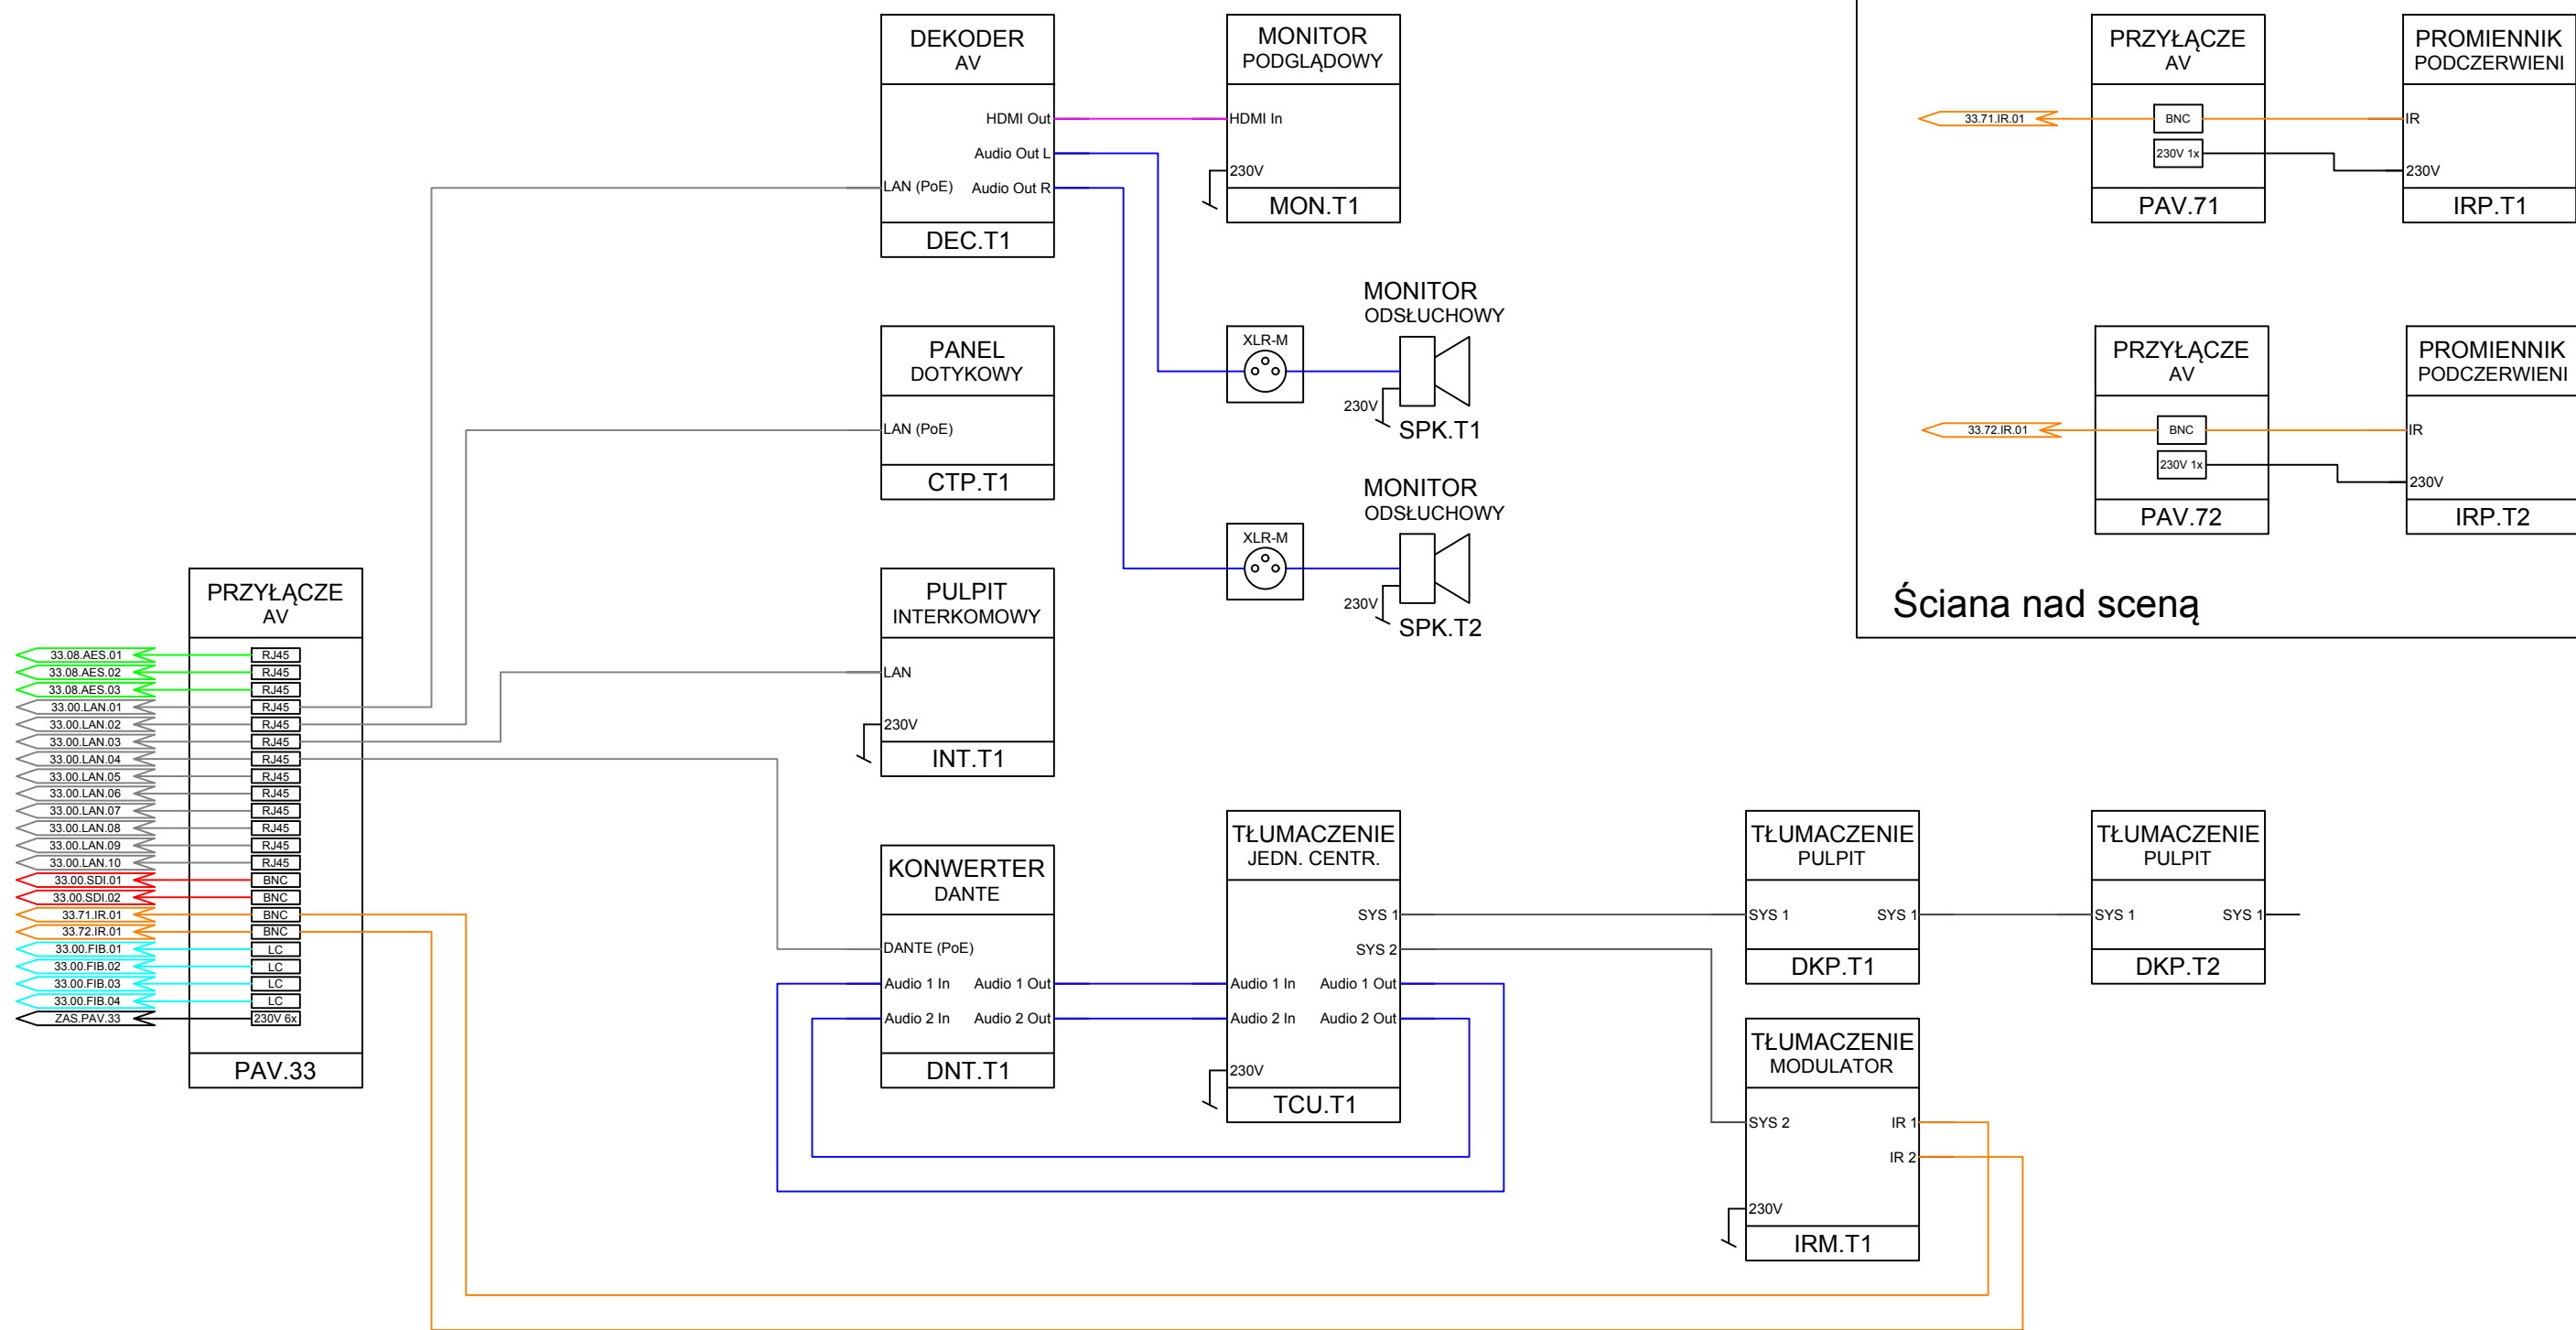 DEKODER
AV
HDMI Out
Audio Out L
LAN (PoE)
Audio Out R
DEC.T1
MONITOR
PODGLĄDOWY
HDMI In
230V
MON.T1
PRZYŁĄCZE
AV
33.71.IR.01
BNC
230V 1x
PAV.71
PROMIENNIK
PODCZERWIENI
IR
230V
IRP.T1
PANEL
DOTYKOWY
LAN (PoE)
CTP.T1
XLR-M
MONITOR
ODSŁUCHOWY
230V
SPK.T1
PRZYŁĄCZE
AV
33.72.IR.01
BNC
230V 1x
PAV.72
PROMIENNIK
PODCZERWIENI
IR
230V
IRP.T2
XLR-M
MONITOR
ODSŁUCHOWY
230V
SPK.T2
Ściana nad sceną
PRZYŁĄCZE
AV
33.08.AES.01 RJ45
33.08.AES.02 RJ45
33.08.AES.03 RJ45
33.00.LAN.01 RJ45
33.00.LAN.02 RJ45
33.00.LAN.03 RJ45
33.00.LAN.04 RJ45
33.00.LAN.05 RJ45
33.00.LAN.06 RJ45
33.00.LAN.07 RJ45
33.00.LAN.08 RJ45
33.00.LAN.09 RJ45
33.00.LAN.10 RJ45
33.00.SDI.01 BNC
33.00.SDI.02 BNC
33.71.IR.01 BNC
33.72.IR.01 BNC
33.00.FIB.01 LC
33.00.FIB.02 LC
33.00.FIB.03 LC
33.00.FIB.04 LC
ZAS.PAV.33 230V 6x
PAV.33
PULPIT
INTERKOMOWY
LAN
230V
INT.T1
KONWERTER
DANTE
DANTE (PoE)
Audio 1 In Audio 1 Out
Audio 2 In Audio 2 Out
DNT.T1
TŁUMACZENIE
JEDN. CENTR.
SYS 1
SYS 2
Audio 1 In Audio 1 Out
Audio 2 In Audio 2 Out
230V
TCU.T1
TŁUMACZENIE
PULPIT
SYS 1 SYS 1
DKP.T1
TŁUMACZENIE
PULPIT
SYS 1 SYS 1
DKP.T2
TŁUMACZENIE
MODULATOR
SYS 2 IR 1
IR 2
230V
IRM.T1